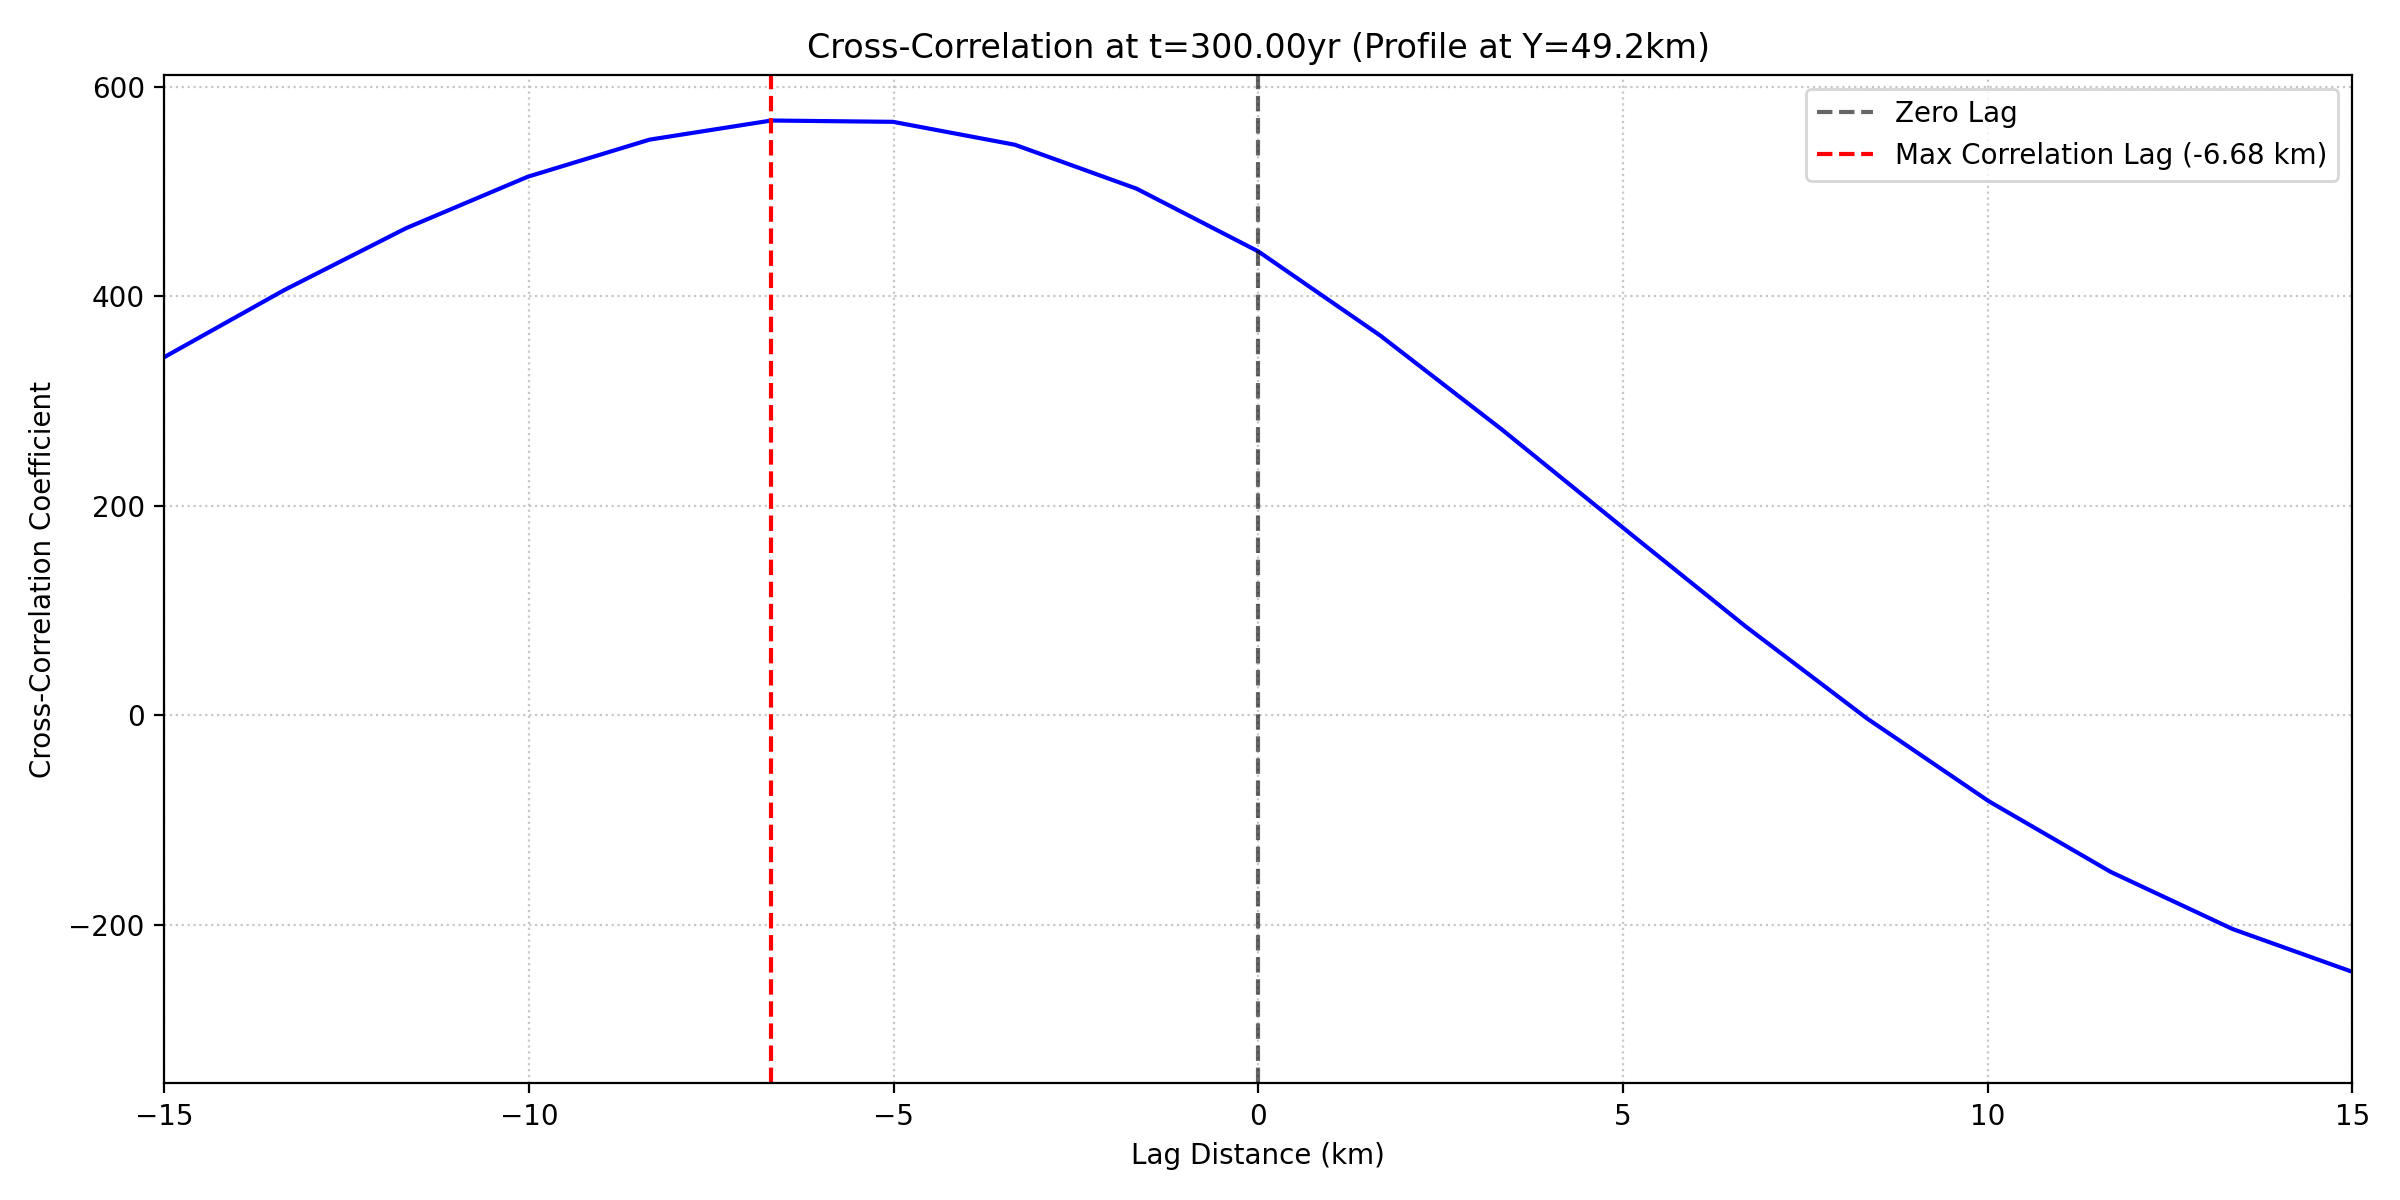 Cross-Correlation at t=300.00yr (Profile at Y=49.2km)
Zero Lag
Max Correlation Lag (-6.68 km)
600
400
200
0
−200
Cross-Correlation Coefficient
−15
−10
−5
0
5
10
15
Lag Distance (km)